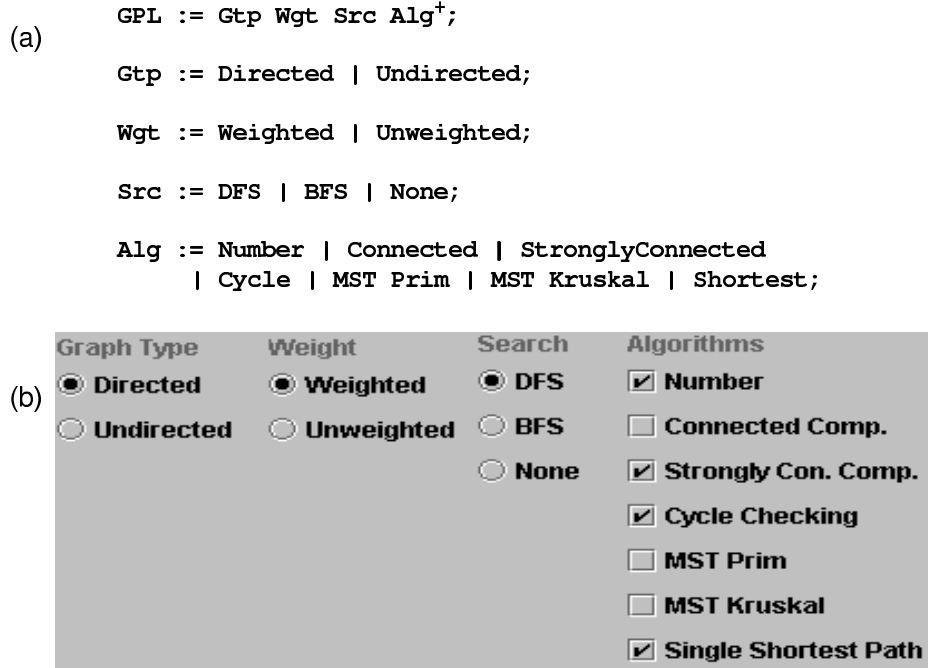 (a)
GPL := Gtp Wgt Src Alg+;
Gtp := Directed | Undirected;
Wgt := Weighted | Unweighted;
Src := DFS | BFS | None;
Alg := Number | Connected | StronglyConnected
| Cycle | MST Prim | MST Kruskal | Shortest;
(b)
Graph Type
Directed
Undirected
Weight
Weighted
Unweighted
Search
DFS
BFS
None
Algorithms
Number
Connected Comp.
Strongly Con. Comp.
Cycle Checking
MST Prim
MST Kruskal
Single Shortest Path